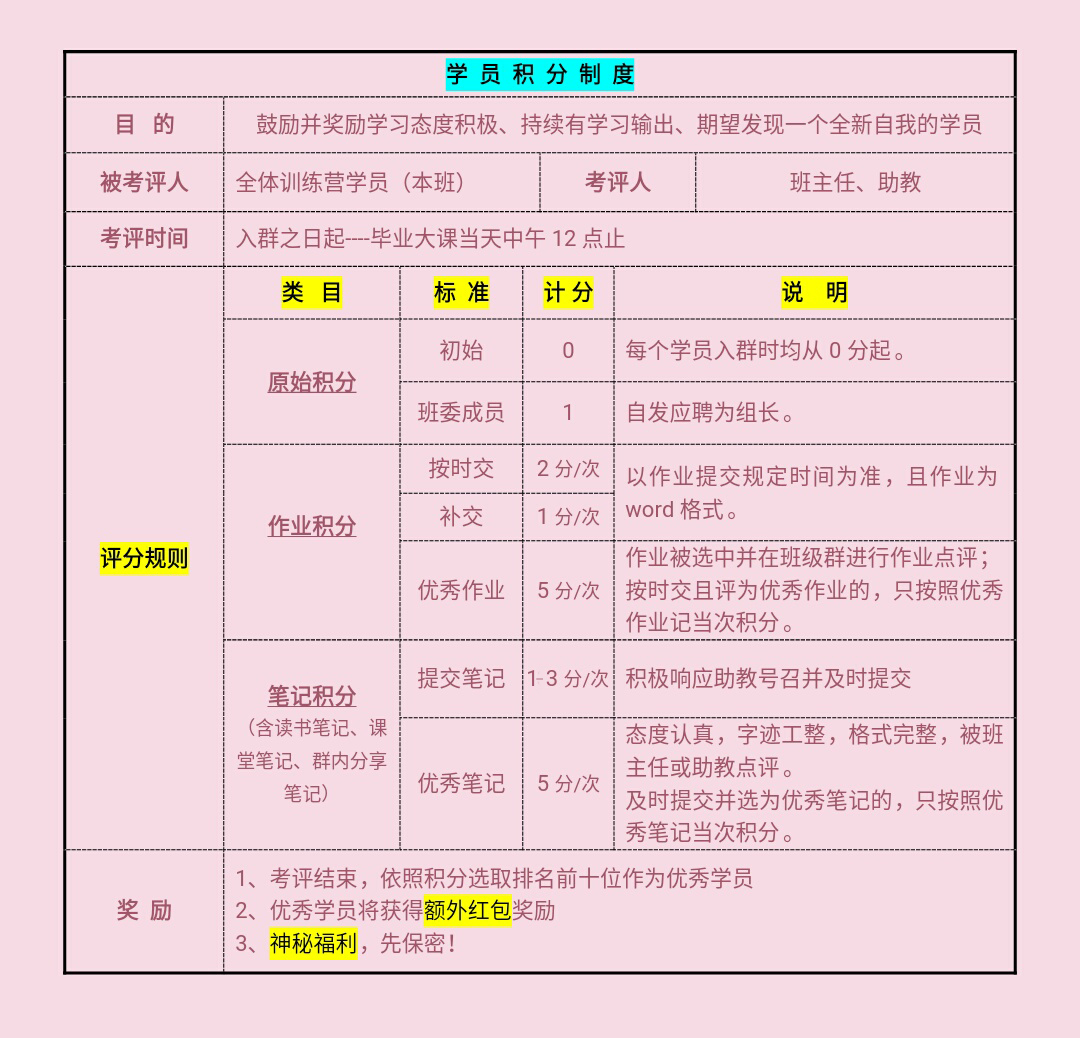 学 员 积 分 制 度
目 的
鼓励并奖励学习态度积极、持续有学习输出、期望发现一个全新自我的学员
被考评人
全体训练营学员（本班）
考评人
班主任、助教
考评时间
入群之日起----毕业大课当天中午 12 点止
评分规则
类 目
标 准
计 分
说 明
原始积分
初始
0
每个学员入群时均从 0 分起。
班委成员
1
自发应聘为组长。
作业积分
按时交
2 分/次
以作业提交规定时间为准，且作业为
word 格式。
补交
1 分/次
优秀作业
5 分/次
作业被选中并在班级群进行作业点评；
按时交且评为优秀作业的，只按照优秀
作业记当次积分。
笔记积分
（含读书笔记、课
堂笔记、群内分享
笔记）
提交笔记
1-3 分/次
积极响应助教号召并及时提交
优秀笔记
5 分/次
态度认真，字迹工整，格式完整，被班
主任或助教点评。
及时提交并选为优秀笔记的，只按照优
秀笔记当次积分。
奖 励
1、考评结束，依照积分选取排名前十位作为优秀学员
2、优秀学员将获得额外红包奖励
3、神秘福利，先保密！